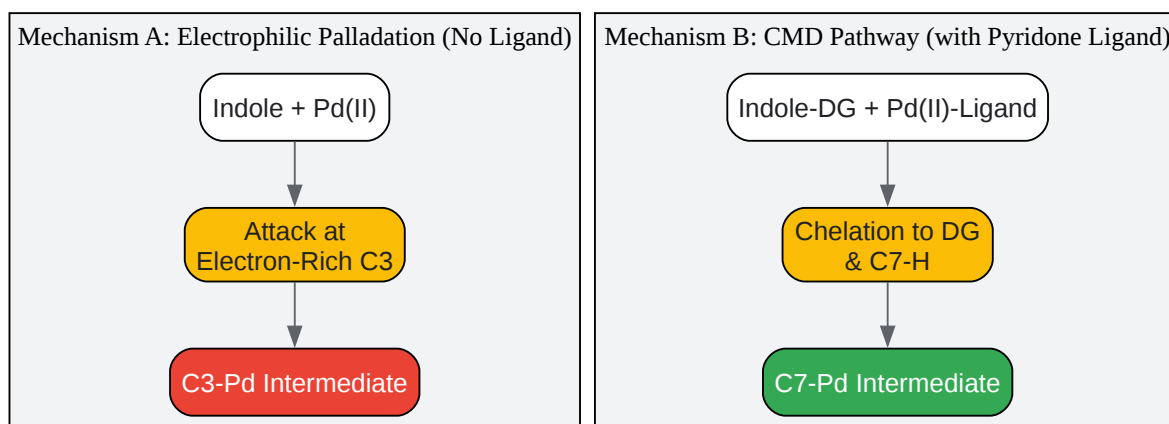 Mechanism A: Electrophilic Palladation (No Ligand)
Indole + Pd(II)
Attack at
Electron-Rich C3
C3-Pd Intermediate
Mechanism B: CMD Pathway (with Pyridone Ligand)
Indole-DG + Pd(II)-Ligand
Chelation to DG
& C7-H
C7-Pd Intermediate